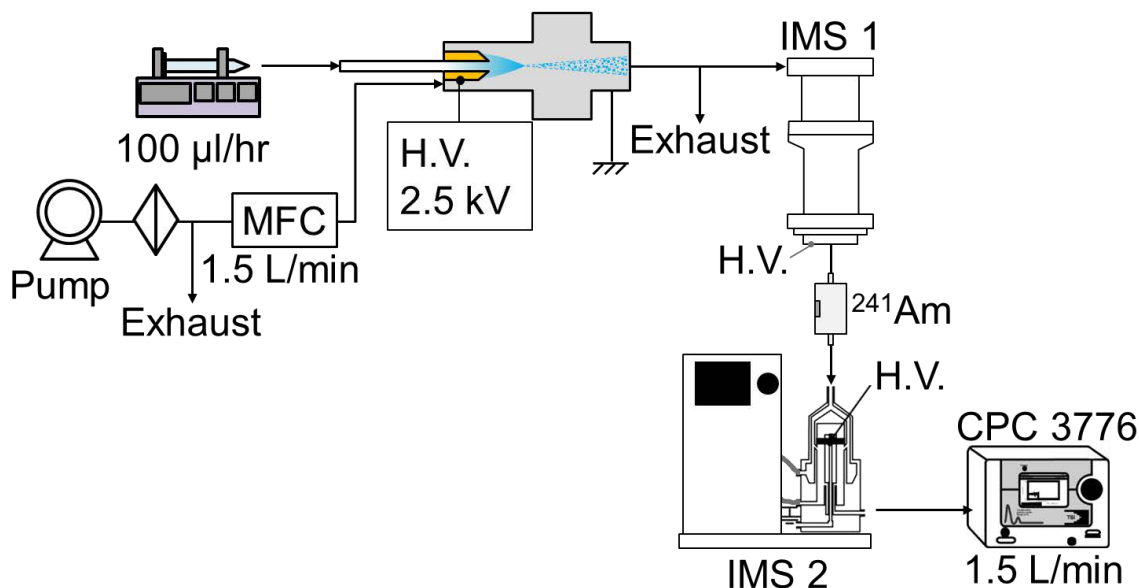 IMS 1
100 µl/hr
H.V.
2.5 kV
Exhaust
MFC
1.5 L/min
Pump
Exhaust
H.V.
²⁴¹Am
H.V.
CPC 3776
IMS 2
1.5 L/min